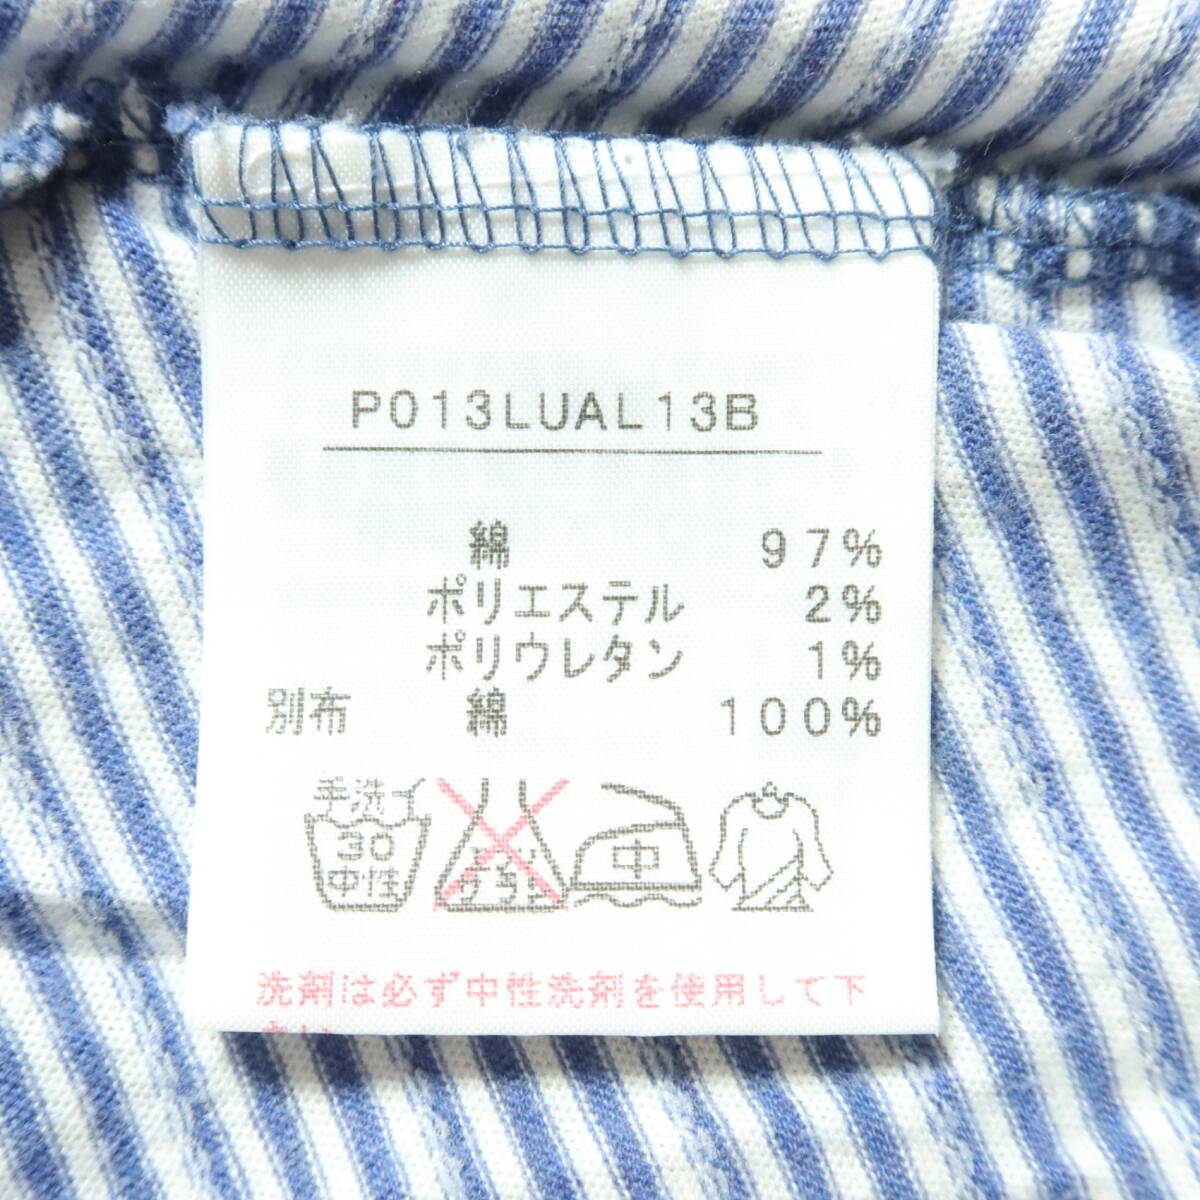 P013LUAL13B
綿 97%
ポリエステル 2%
ポリウレタン 1%
別布 綿 100%
手洗イ
30
中性
中
洗剤は必ず中性洗剤を使用して下
さい